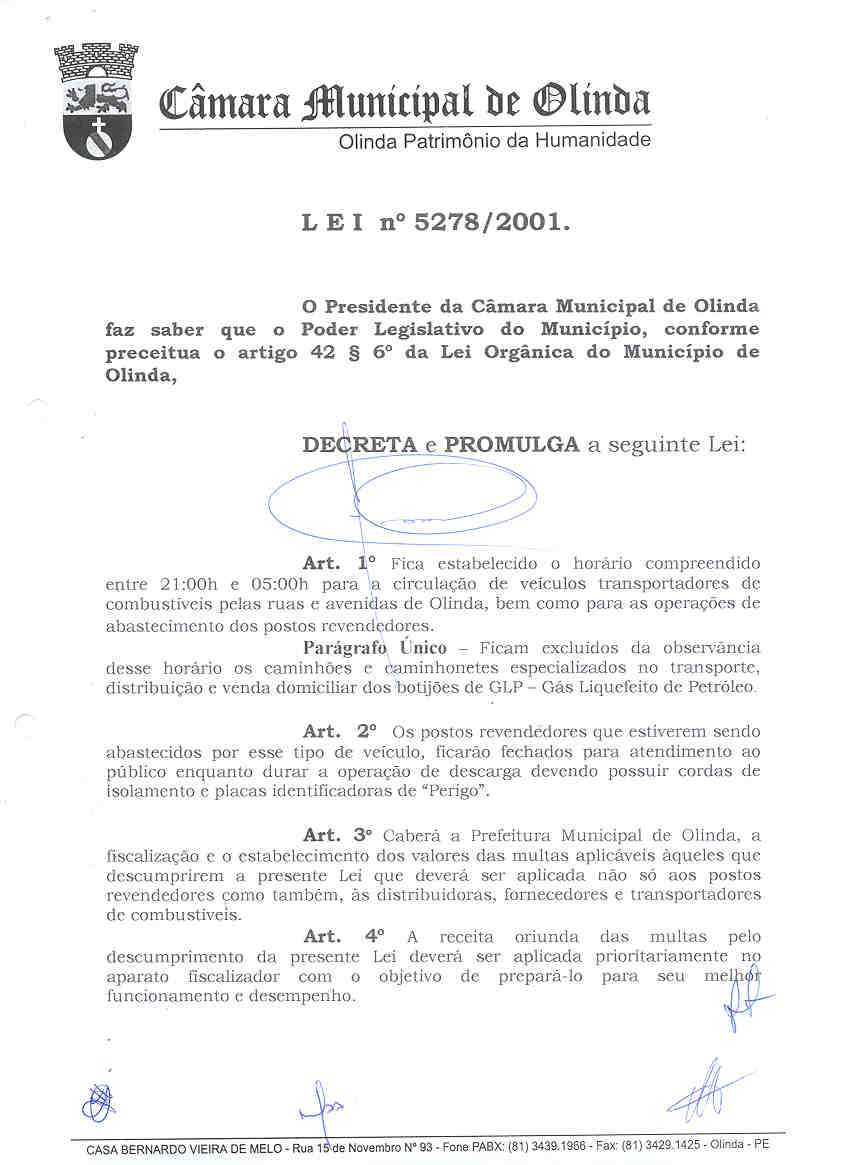 Câmara Municipal de Olinda
Olinda Patrimônio da Humanidade
L E I nº 5278/2001.
O Presidente da Câmara Municipal de Olinda
faz saber que o Poder Legislativo do Município, conforme
preceitua o artigo 42 § 6º da Lei Orgânica do Município de
Olinda,
DECRETA e PROMULGA a seguinte Lei:
Art. 1º Fica estabelecido o horário compreendido
entre 21:00h e 05:00h para a circulação de veículos transportadores de
combustíveis pelas ruas e avenidas de Olinda, bem como para as operações de
abastecimento dos postos revendedores.
Parágrafo Único – Ficam excluídos da observância
desse horário os caminhões e caminhonetes especializados no transporte,
distribuição e venda domiciliar dos botijões de GLP – Gás Liquefeito de Petróleo.
Art. 2º Os postos revendedores que estiverem sendo
abastecidos por esse tipo de veículo, ficarão fechados para atendimento ao
público enquanto durar a operação de descarga devendo possuir cordas de
isolamento e placas identificadoras de “Perigo”.
Art. 3º Caberá a Prefeitura Municipal de Olinda, a
fiscalização e o estabelecimento dos valores das multas aplicáveis àqueles que
descumprirem a presente Lei que deverá ser aplicada não só aos postos
revendedores como também, às distribuidoras, fornecedores e transportadores
de combustíveis.
Art. 4º A receita oriunda das multas pelo
descumprimento da presente Lei deverá ser aplicada prioritariamente no
aparato fiscalizador com o objetivo de prepará-lo para seu melhor
funcionamento e desempenho.
CASA BERNARDO VIEIRA DE MELO - Rua 15 de Novembro Nº 93 - Fone PABX: (81) 3439.1966 - Fax: (81) 3429.1425 - Olinda - PE